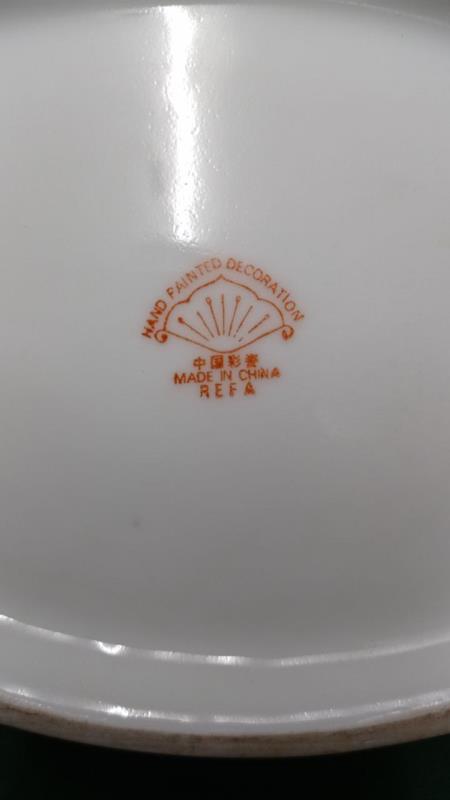 HAND PAINTED DECORATION
中国彩瓷
MADE IN CHINA
REFA